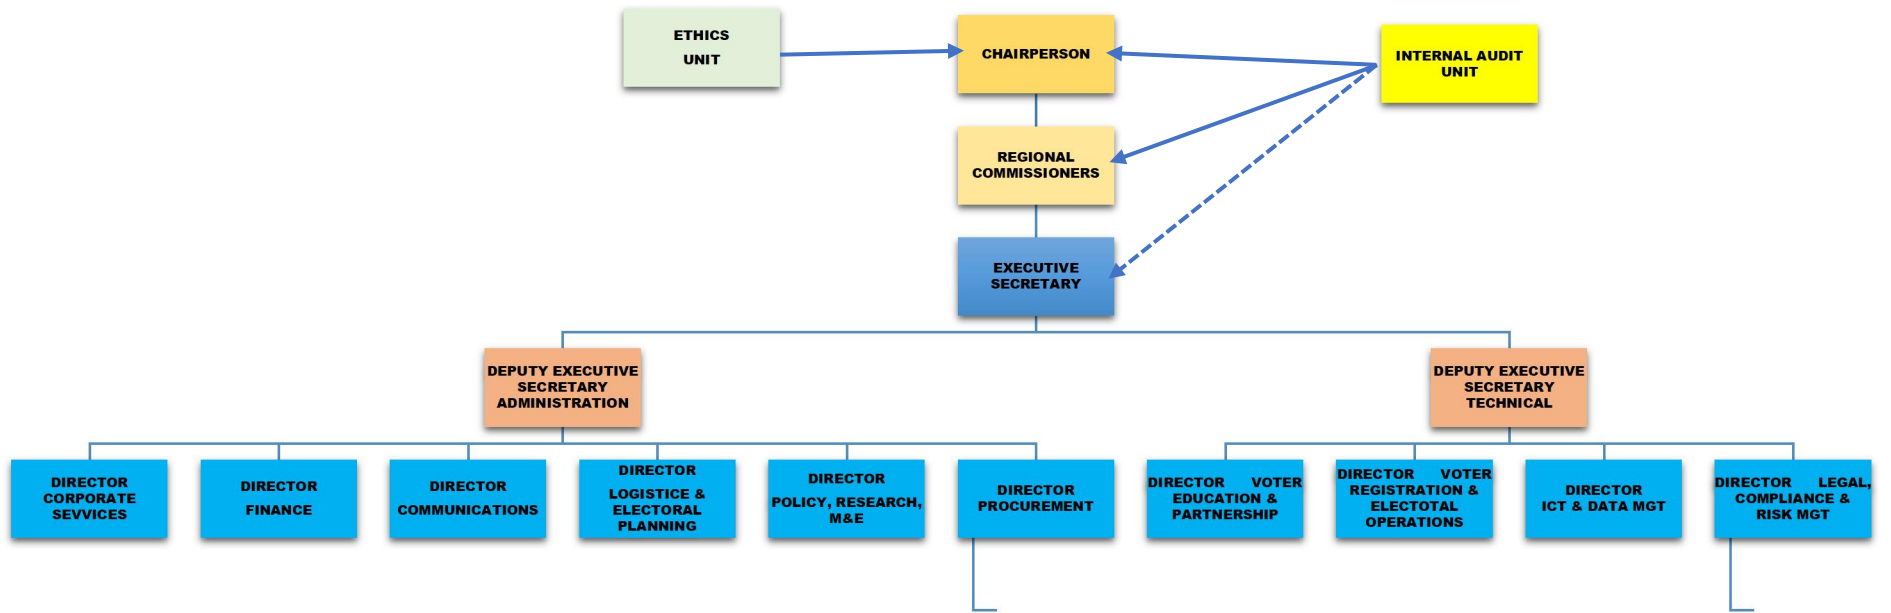 ETHICS
UNIT
CHAIRPERSON
INTERNAL AUDIT
UNIT
REGIONAL
COMMISSIONERS
EXECUTIVE
SECRETARY
DEPUTY EXECUTIVE
SECRETARY
ADMINISTRATION
DEPUTY EXECUTIVE
SECRETARY
TECHNICAL
DIRECTOR
CORPORATE
SEVVICES
DIRECTOR
FINANCE
DIRECTOR
COMMUNICATIONS
DIRECTOR
LOGISTICE &
ELECTORAL
PLANNING
DIRECTOR
POLICY, RESEARCH,
M&E
DIRECTOR
PROCUREMENT
DIRECTOR VOTER
EDUCATION &
PARTNERSHIP
DIRECTOR VOTER
REGISTRATION &
ELECTOTAL
OPERATIONS
DIRECTOR
ICT & DATA MGT
DIRECTOR LEGAL,
COMPLIANCE &
RISK MGT